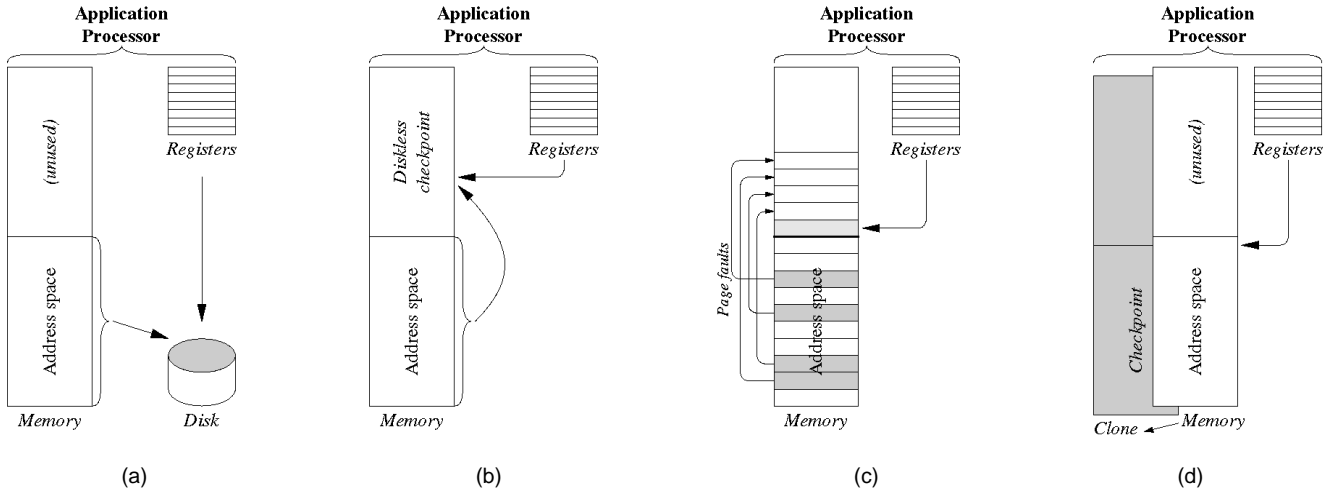 Application
Processor
(unused)
Registers
Address space
Memory
Disk
(a)
Application
Processor
Diskless
checkpoint
Registers
Address space
Memory
(b)
Application
Processor
Registers
Page faults
Address space
Memory
(c)
Application
Processor
(unused)
Registers
Checkpoint
Address space
Clone
Memory
(d)